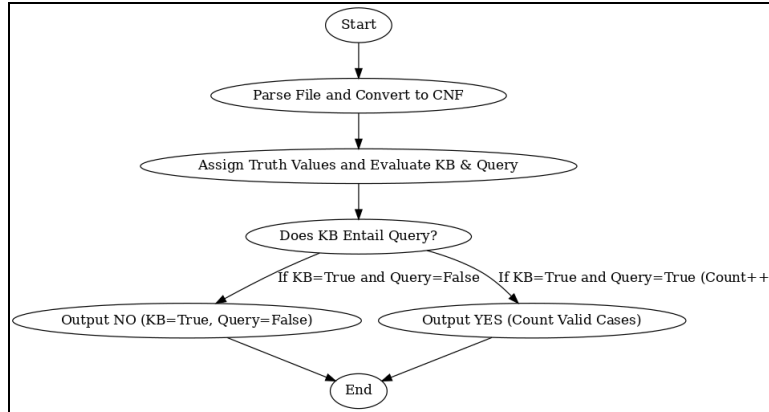 Start
Parse File and Convert to CNF
Assign Truth Values and Evaluate KB & Query
Does KB Entail Query?
If KB=True and Query=False
If KB=True and Query=True (Count++
Output NO (KB=True, Query=False)
Output YES (Count Valid Cases)
End